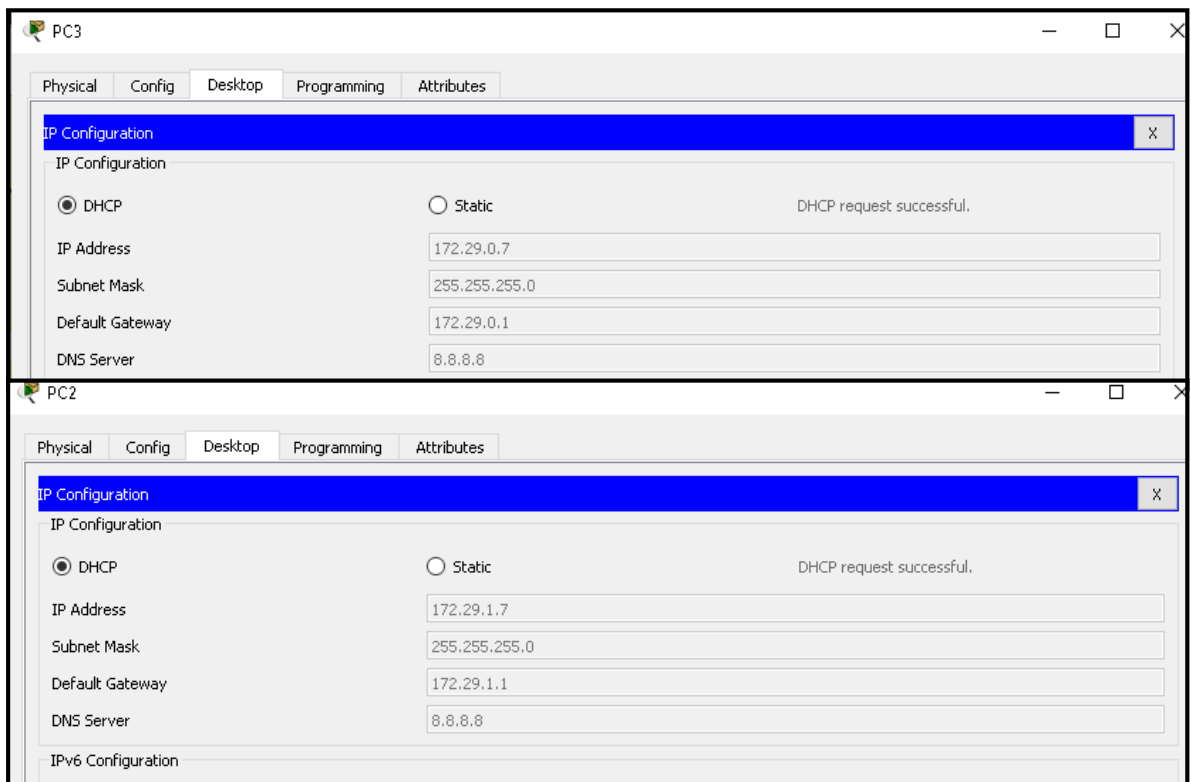 PC3
Physical Config Desktop Programming Attributes
IP Configuration X
IP Configuration
DHCP Static DHCP request successful.
IP Address 172.29.0.7
Subnet Mask 255.255.255.0
Default Gateway 172.29.0.1
DNS Server 8.8.8.8
PC2
Physical Config Desktop Programming Attributes
IP Configuration X
IP Configuration
DHCP Static DHCP request successful.
IP Address 172.29.1.7
Subnet Mask 255.255.255.0
Default Gateway 172.29.1.1
DNS Server 8.8.8.8
IPv6 Configuration